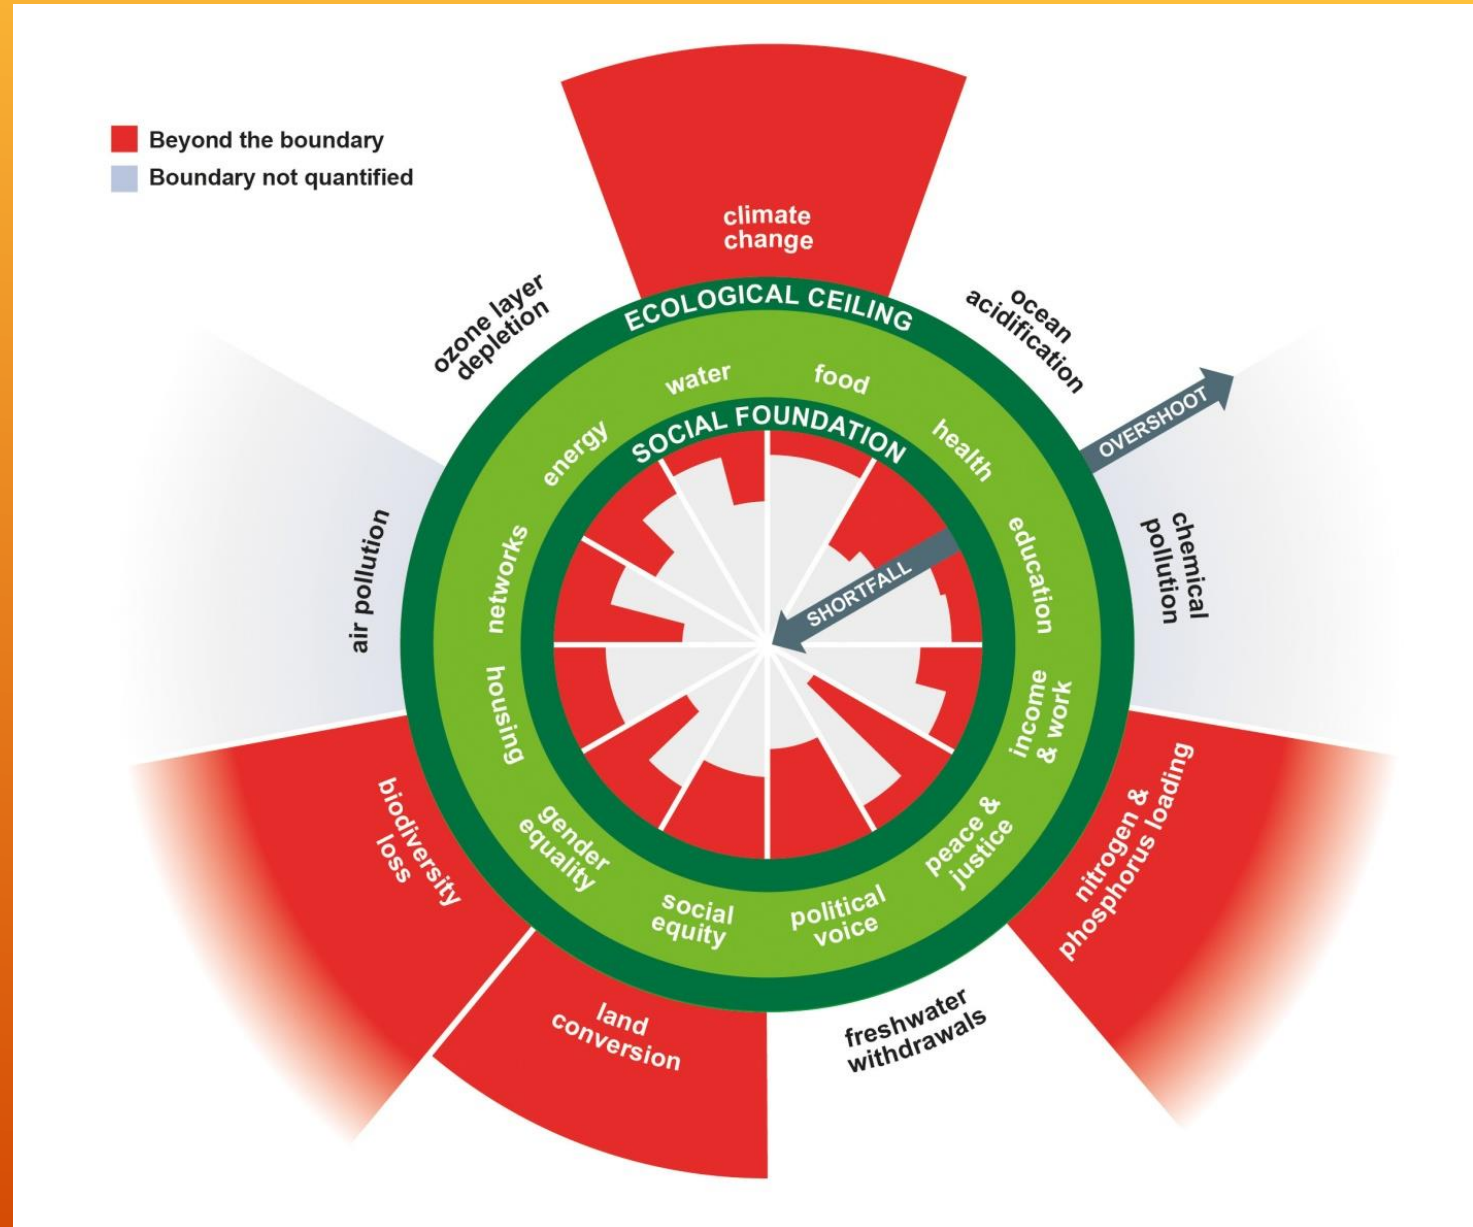 Beyond the boundary
Boundary not quantified
climate
change
ozone layer
depletion
ocean
acidification
ECOLOGICAL CEILING
OVERSHOOT
water
food
SOCIAL FOUNDATION
energy
health
networks
education
air pollution
chemical
pollution
SHORTFALL
housing
income
& work
gender
equality
peace &
justice
social
equity
political
voice
biodiversity
loss
nitrogen &
phosphorus loading
land
conversion
freshwater
withdrawals